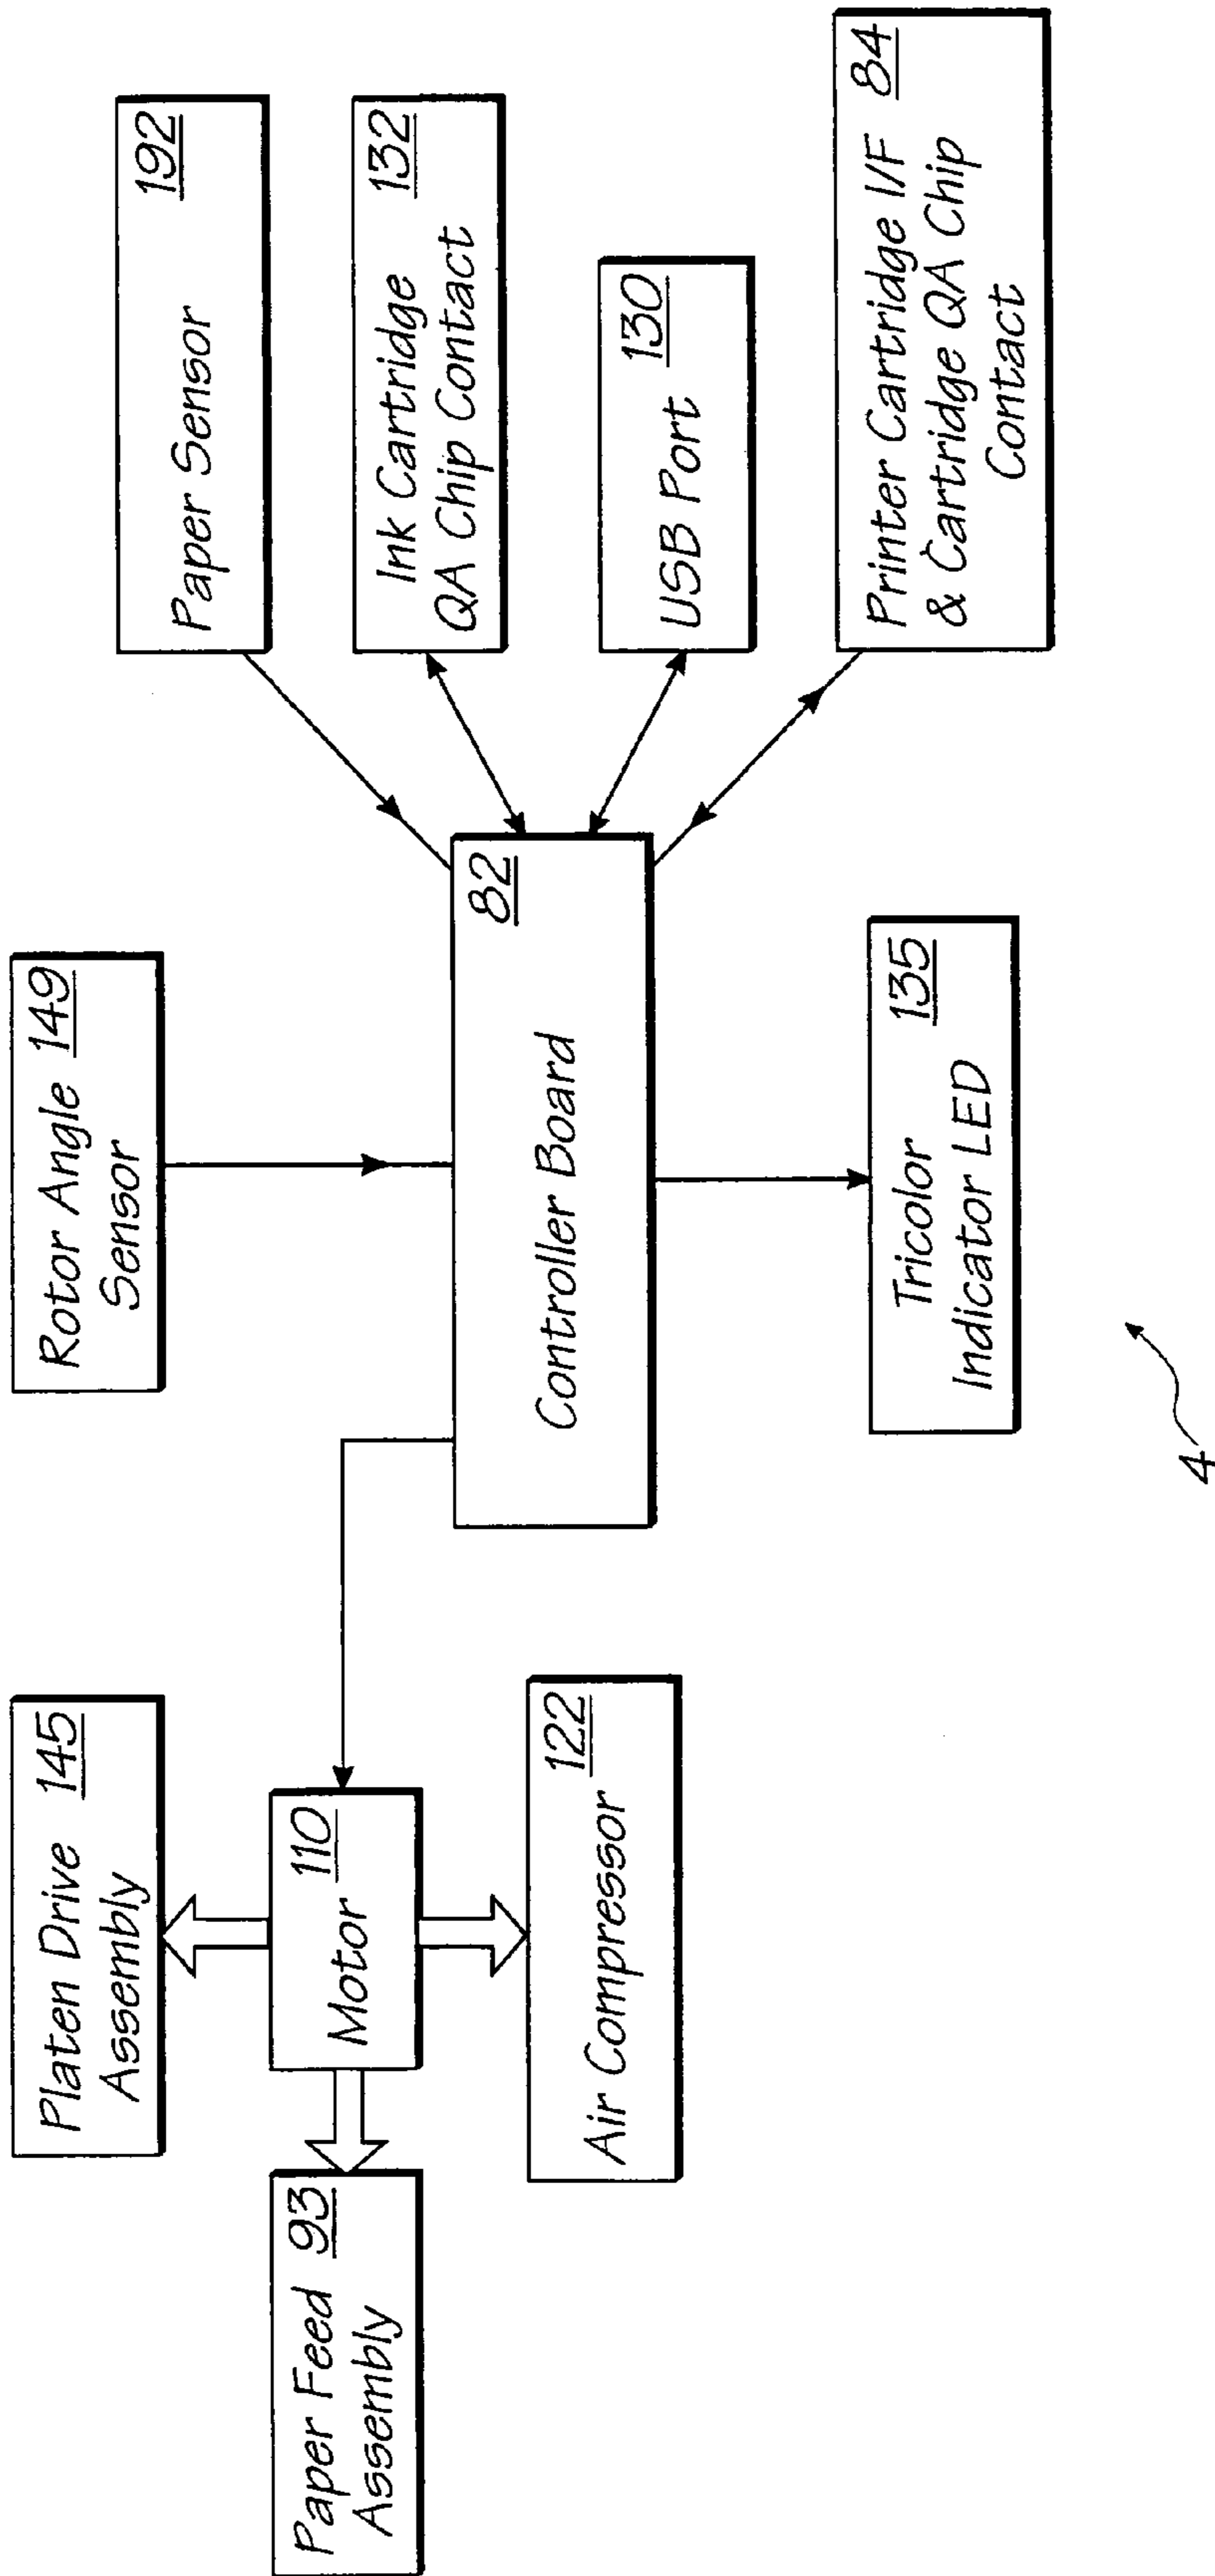 Platen Drive 145
Assembly
Rotor Angle 149
Sensor
Paper Sensor 192
Paper Feed 93
Assembly
Motor 110
Air Compressor 122
Controller Board 82
Ink Cartridge 132
QA Chip Contact
USB Port 130
Tricolor 135
Indicator LED
Printer Cartridge I/F 84
& Cartridge QA Chip
Contact
4